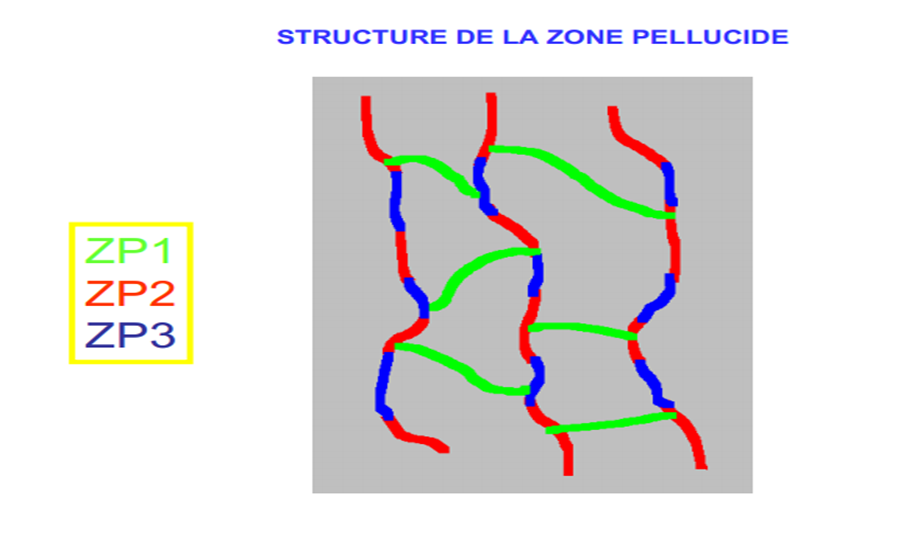 STRUCTURE DE LA ZONE PELLUCIDE
ZP1
ZP2
ZP3